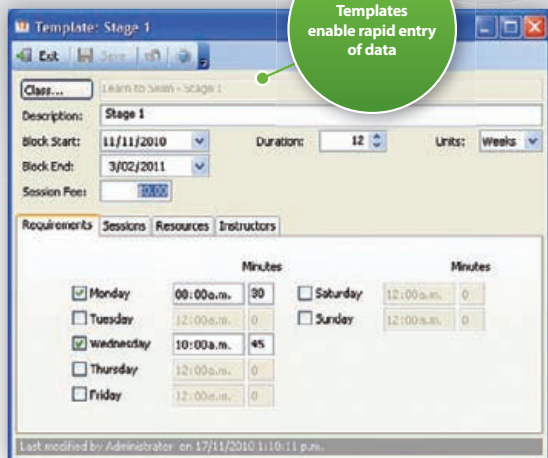 Template: Stage 1
Templates
enable rapid entry
of data
Exit Save
Class... Learn to Swim - Stage 1
Description: Stage 1
Block Start: 11/11/2010 Duration: 12 Units: Weeks
Block End: 3/02/2011
Session Fee: 10.00
Requirements Sessions Resources Instructors
Minutes Minutes
Monday 00:00a.m. 30 Saturday 12:00a.m. 0
Tuesday 12:00a.m. 0 Sunday 12:00a.m. 0
Wednesday 10:00a.m. 45
Thursday 12:00a.m. 0
Friday 12:00a.m. 0
Last modified by Administrator on 17/11/2010 1:10:11 p.m.